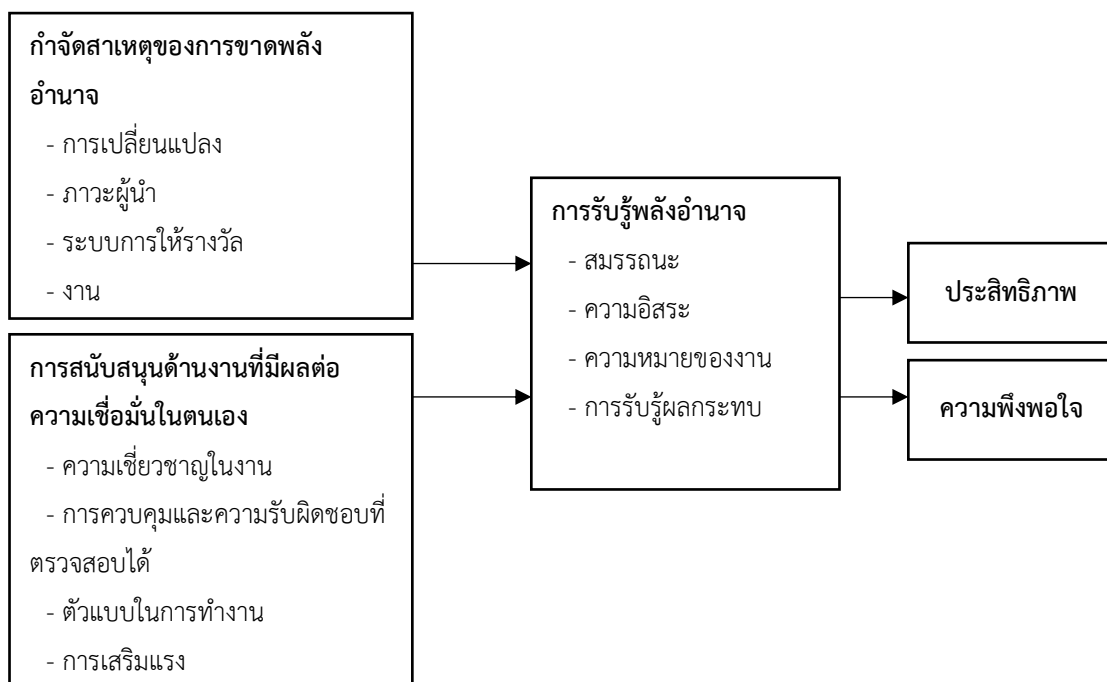 กำจัดสาเหตุของการขาดพลัง
อำนาจ
- การเปลี่ยนแปลง
- ภาวะผู้นำ
- ระบบการให้รางวัล
- งาน
การสนับสนุนด้านงานที่มีผลต่อ
ความเชื่อมั่นในตนเอง
- ความเชี่ยวชาญในงาน
- การควบคุมและความรับผิดชอบที่
ตรวจสอบได้
- ตัวแบบในการทำงาน
- การเสริมแรง
การรับรู้พลังอำนาจ
- สมรรถนะ
- ความอิสระ
- ความหมายของงาน
- การรับรู้ผลกระทบ
ประสิทธิภาพ
ความพึงพอใจ